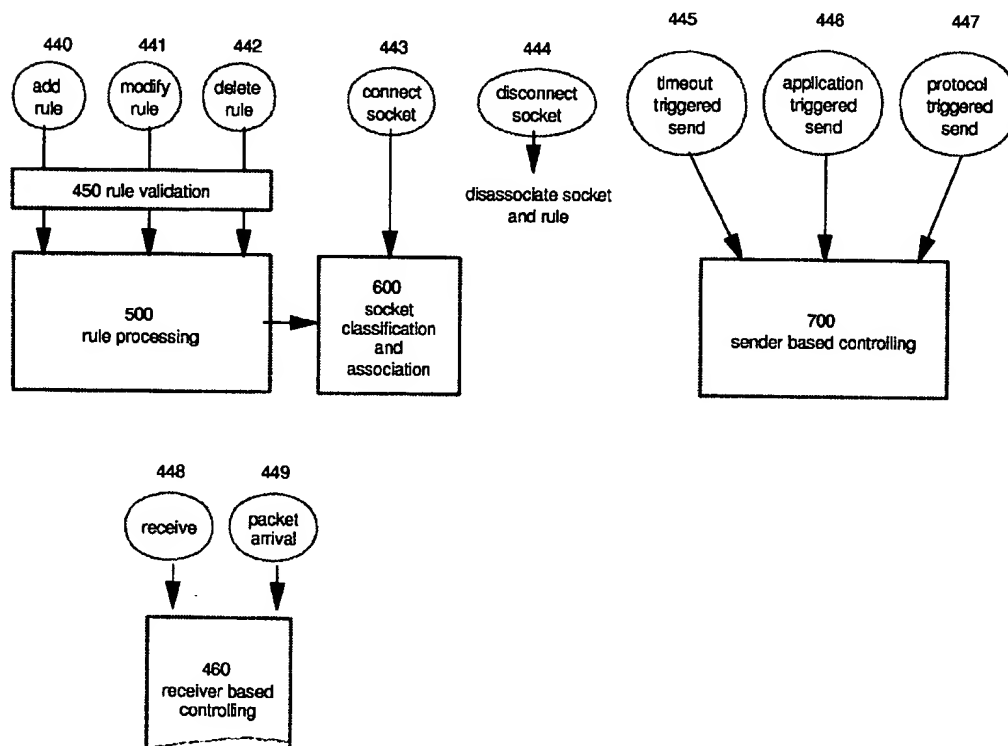 440 441 442 443 444 445 446 447
add rule
modify rule
delete rule
connect socket
disconnect socket
timeout triggered send
application triggered send
protocol triggered send
450 rule validation
disassociate socket
and rule
500
rule processing
600
socket
classification
and
association
700
sender based controlling
448 449
receive
packet arrival
460
receiver based
controlling